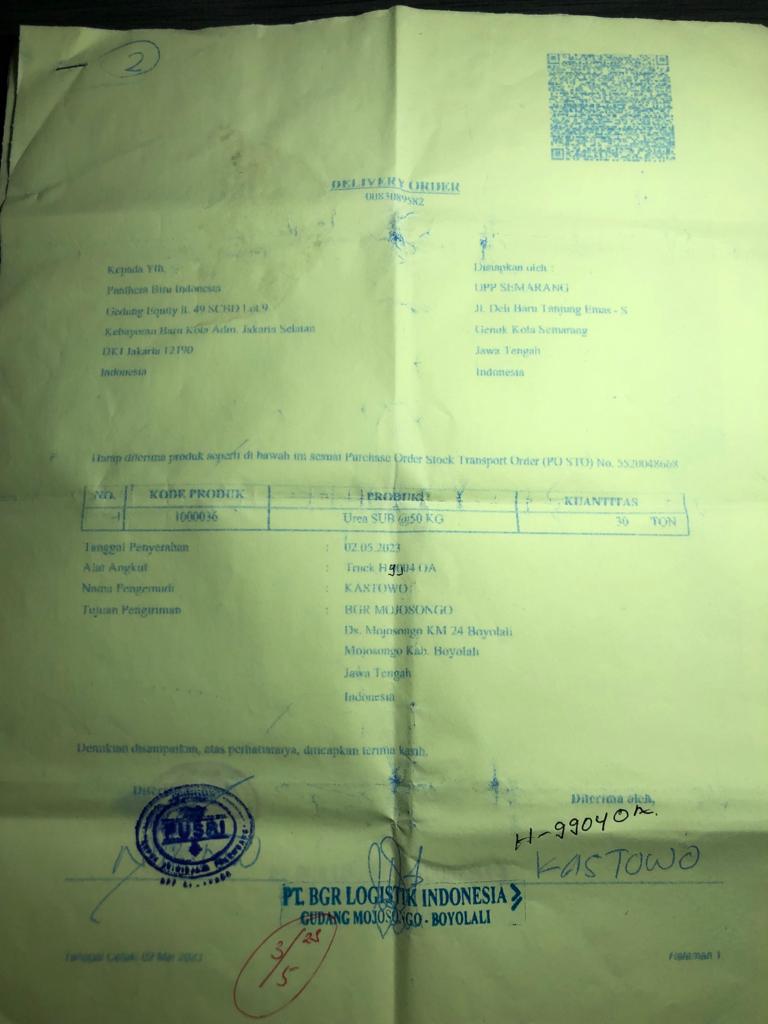 2
DELIVERY ORDER
0083089582
Kepada Yth,
Panthera Biru Indonesia
Gedung Equity lt. 49 SCBD Lot 9
Kebayoran Baru Kota Adm. Jakarta Selatan
DKI Jakarta 12190
Indonesia
Disiapkan oleh :
UPP SEMARANG
Jl. Deli Baru Tanjung Emas - S
Genuk Kota Semarang
Jawa Tengah
Indonesia
Harap diterima produk seperti di bawah ini sesuai Purchase Order Stock Transport Order (PO STO) No. 5520048668
NO. KODE PRODUK PRODUK KUANTITAS
1 1000036 Urea SUB @50 KG 30 TON
Tanggal Penyerahan : 02.05.2023
Alat Angkut : Truck H 9904 OA
Nama Pengemudi : KASTOWO
Tujuan Pengiriman : BGR MOJOSONGO
Ds. Mojosongo KM 24 Boyolali
Mojosongo Kab. Boyolali
Jawa Tengah
Indonesia
Demikian disampaikan, atas perhatiannya, diucapkan terima kasih.
Diterima oleh,
PUSRI
H-9904 OA
KASTOWO
PT. BGR LOGISTIK INDONESIA
GUDANG MOJOSONGO - BOYOLALI
3/5 23
Tanggal Cetak: 02 Mai 2023
Halaman 1